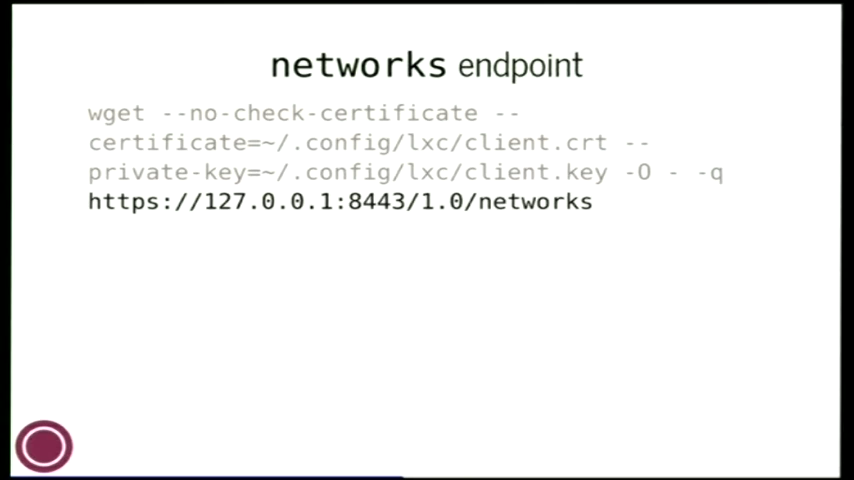 networks endpoint
wget --no-check-certificate --
certificate=~/.config/lxc/client.crt --
private-key=~/.config/lxc/client.key -O - -q
https://127.0.0.1:8443/1.0/networks